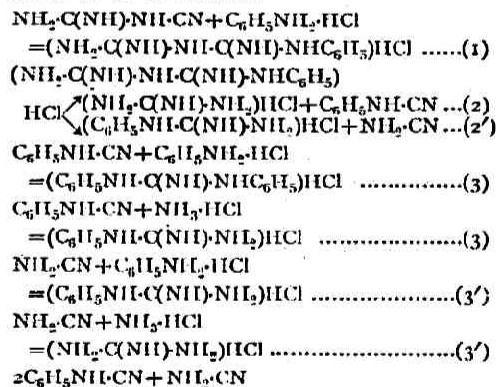 NH₂·C(NH)·NH·CN+C₆H₅NH₂·HCl
=(NH₂·C(NH)·NH·C(NH)·NHC₆H₅)HCl ......(1)
(NH₂·C(NH)·NH·C(NH)·NHC₆H₅)
HCl↗(NH₂·C(NH)·NH₂)HCl+C₆H₅NH·CN ...(2)
↘(C₆H₅NH·C(NH)·NH₂)HCl+NH₂·CN ...(2′)
C₆H₅NH·CN+C₆H₅NH₂·HCl
=(C₆H₅NH·C(NH)·NHC₆H₅)HCl ...............(3)
C₆H₅NH·CN+NH₃·HCl
=(C₆H₅NH·C(NH)·NH₂)HCl .....................(3)
NH₂·CN+C₆H₅NH₂·HCl
=(C₆H₅NH·C(NH)·NH₂)HCl .....................(3′)
NH₂·CN+NH₃·HCl
=(NH₂·C(NH)·NH₂)HCl ...........................(3′)
2C₆H₅NH·CN+NH₂·CN